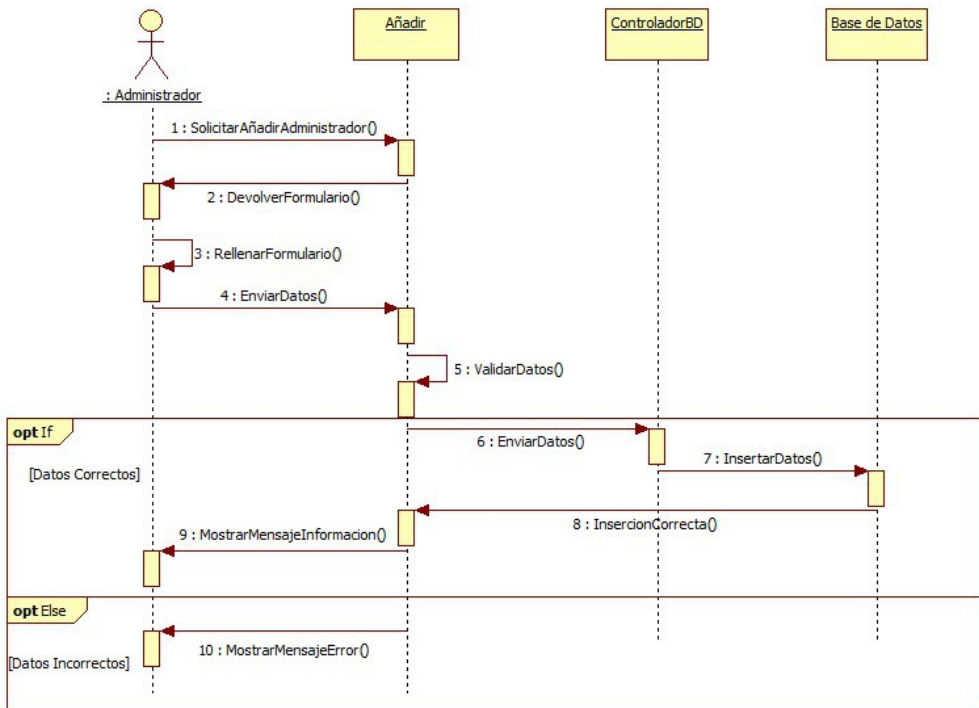 Añadir
ControladorBD
Base de Datos
: Administrador
1 : SolicitarAñadirAdministrador()
2 : DevolverFormulario()
3 : RellenarFormulario()
4 : EnviarDatos()
5 : ValidarDatos()
opt If
6 : EnviarDatos()
7 : InsertarDatos()
[Datos Correctos]
8 : InsercionCorrecta()
9 : MostrarMensajeInformacion()
opt Else
10 : MostrarMensajeError()
[Datos Incorrectos]